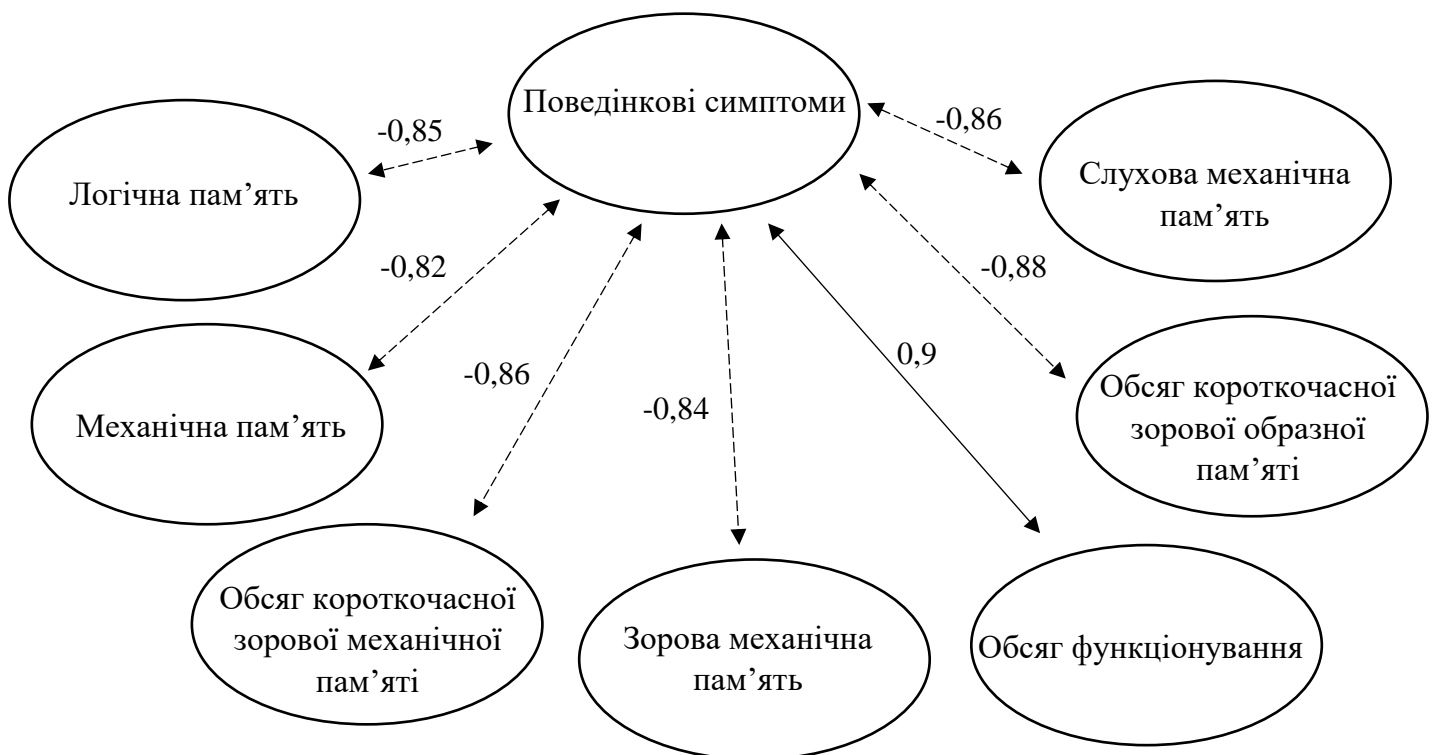 Поведінкові симптоми
-0,85
-0,86
Логічна пам’ять
Слухова механічна
пам’ять
-0,82
-0,88
Механічна пам’ять
-0,86
-0,84
0,9
Обсяг короткочасної
зорової образної
пам’яті
Обсяг короткочасної
зорової механічної
пам’яті
Зорова механічна
пам’ять
Обсяг функціонування